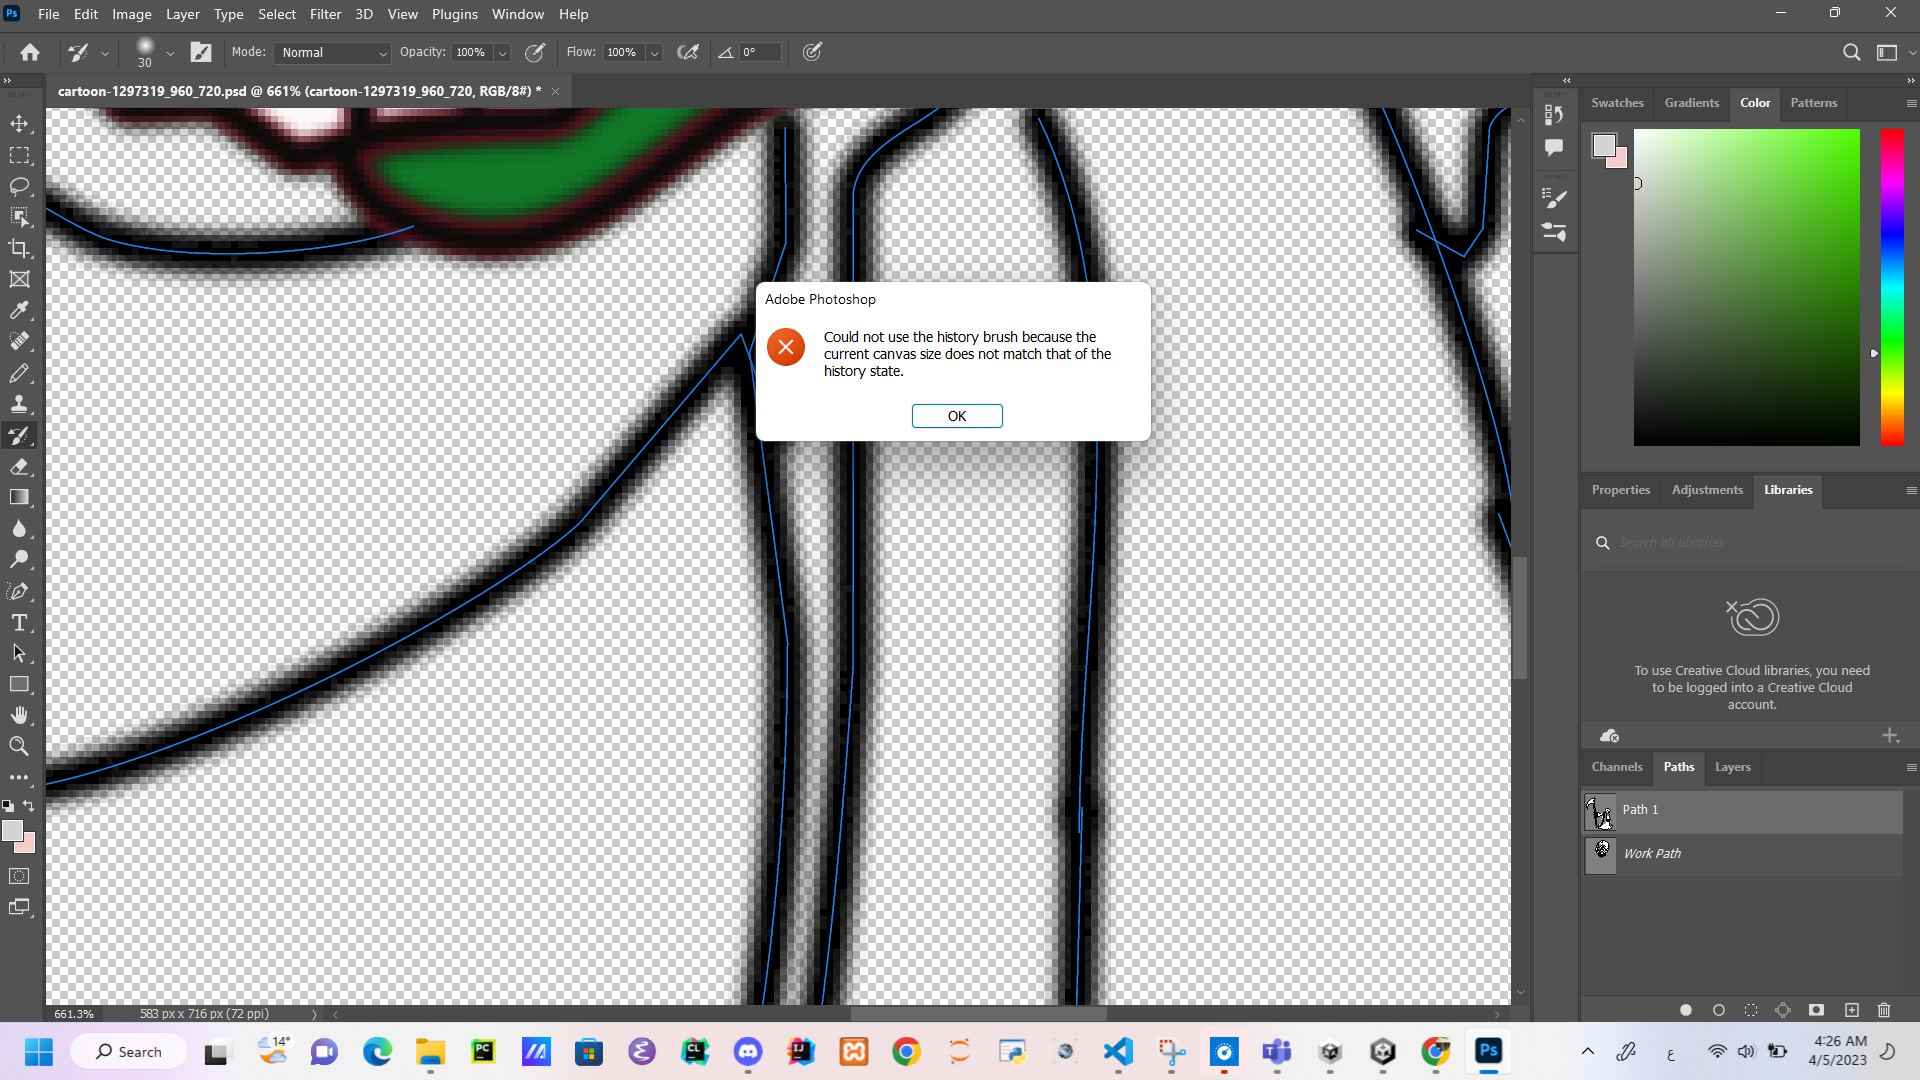 Ps File Edit Image Layer Type Select Filter 3D View Plugins Window Help
30 Mode: Normal Opacity: 100% Flow: 100% 0°
cartoon-1297319_960_720.psd @ 661% (cartoon-1297319_960_720, RGB/8#) * ×
Swatches Gradients Color Patterns
Adobe Photoshop
Could not use the history brush because the
current canvas size does not match that of the
history state.
OK
Properties Adjustments Libraries
Search all libraries
To use Creative Cloud libraries, you need
to be logged into a Creative Cloud
account.
Channels Paths Layers
Path 1
Work Path
661.3% 583 px x 716 px (72 ppi)
Search
14°
PC
CL
IJ
Ps
ع
4:26 AM
4/5/2023